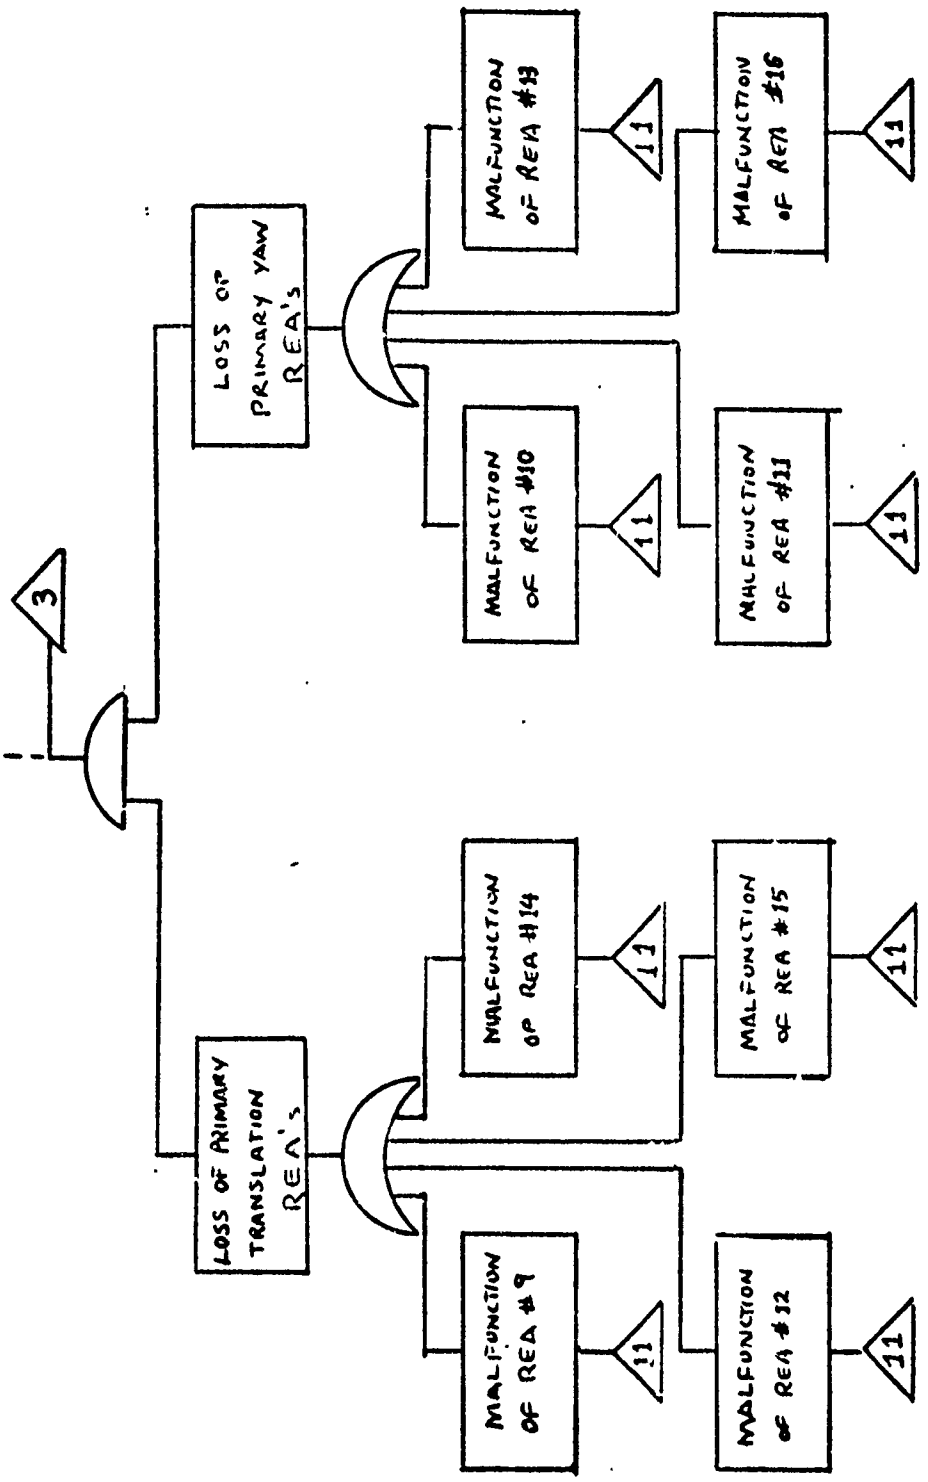 3
LOSS OF PRIMARY
TRANSLATION
REA's
LOSS OF
PRIMARY YAW
REA's
MALFUNCTION
OF REA #9
11
MALFUNCTION
OF REA #14
11
MALFUNCTION
OF REA #10
11
MALFUNCTION
OF REA #13
11
MALFUNCTION
OF REA #12
11
MALFUNCTION
OF REA #15
11
MALFUNCTION
OF REA #11
11
MALFUNCTION
OF REA #16
11